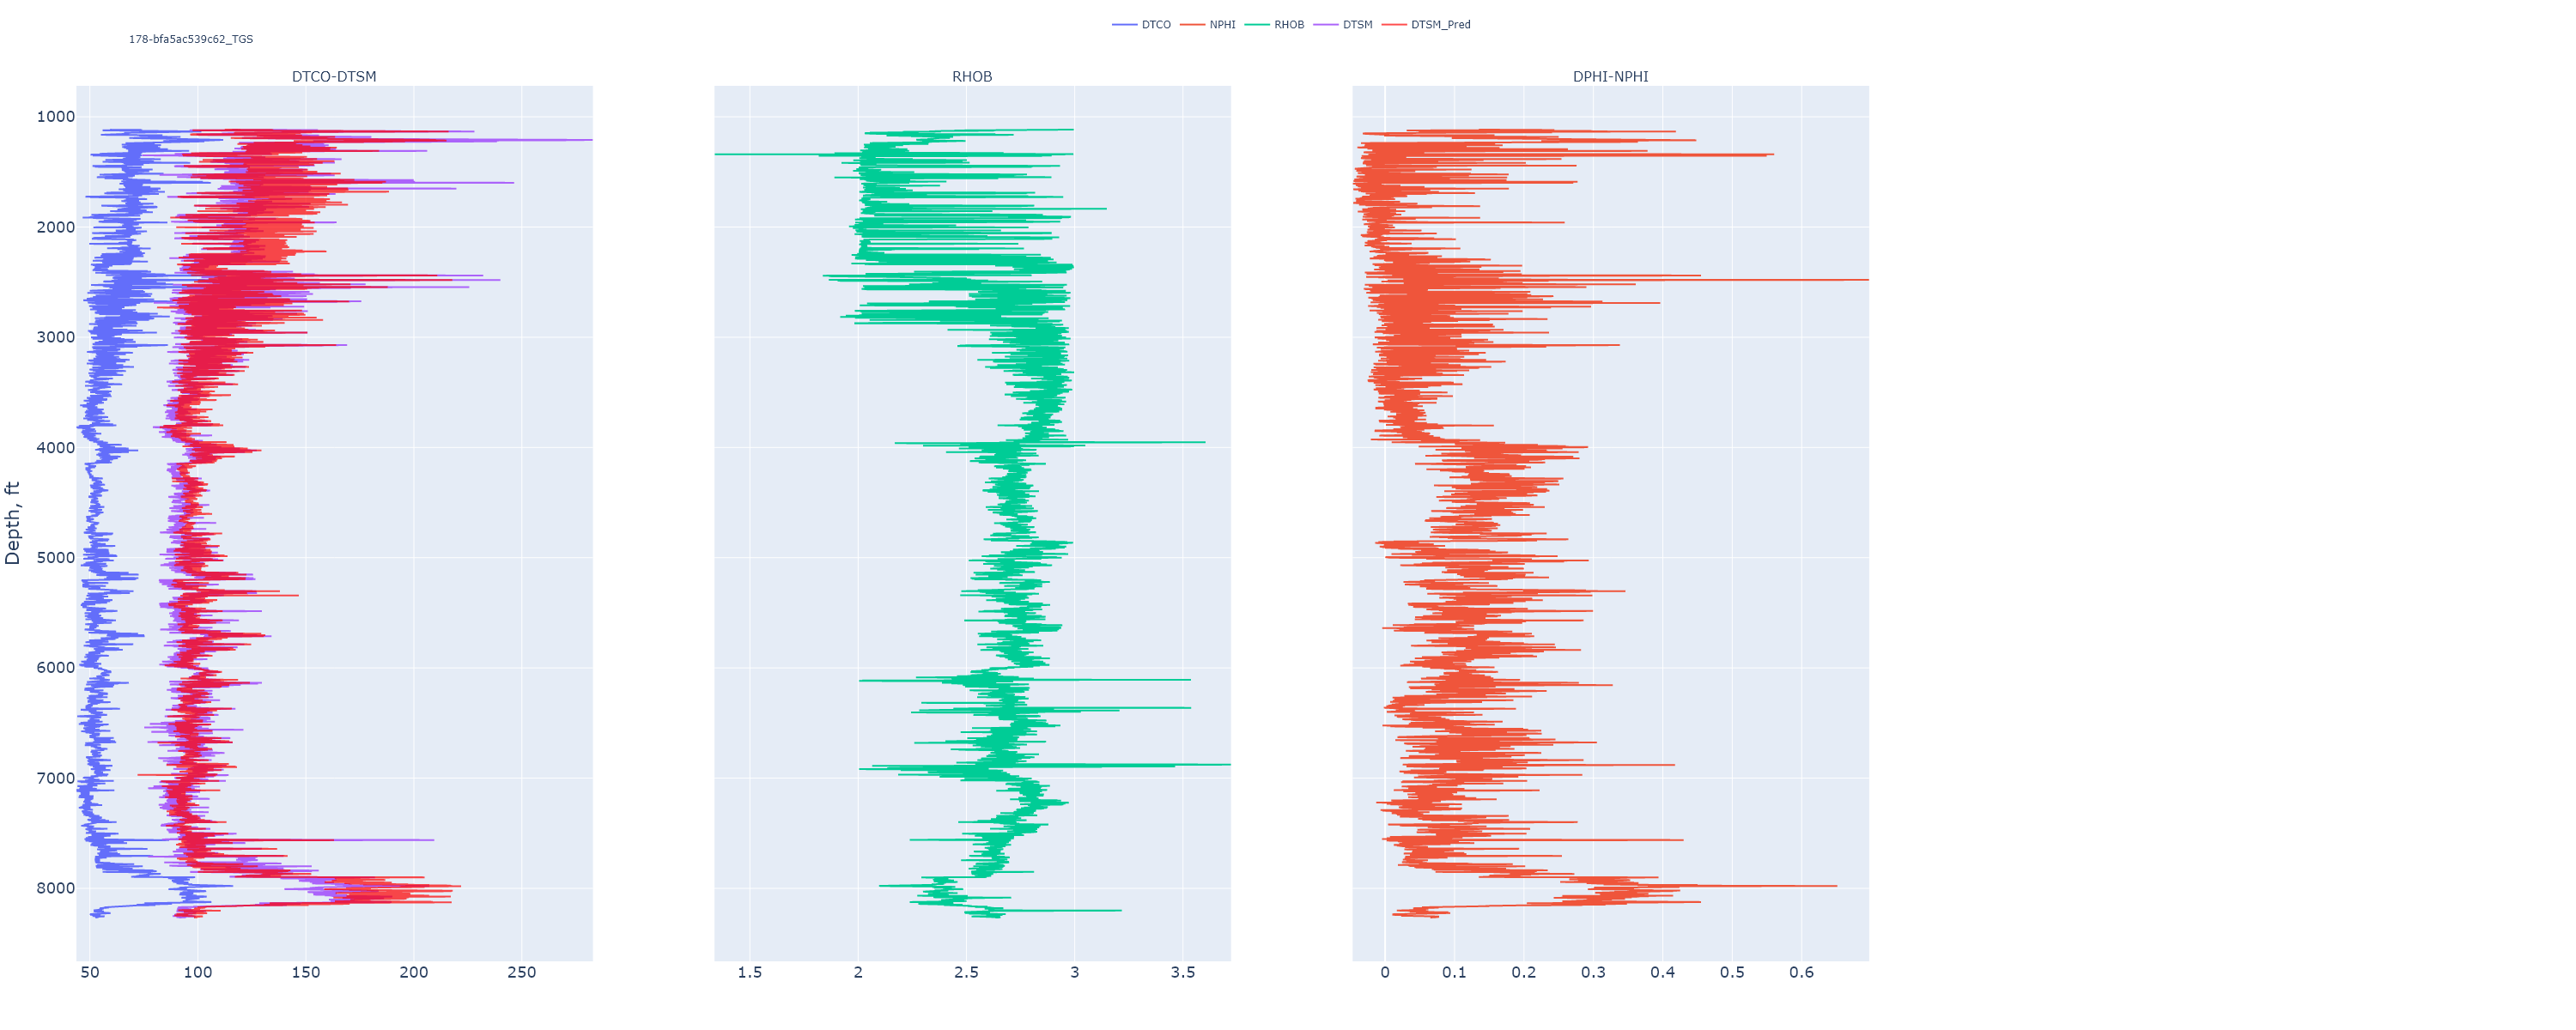 DTCO NPHI RHOB DTSM DTSM_Pred
178-bfa5ac539c62_TGS
DTCO-DTSM RHOB DPHI-NPHI
Depth, ft
1000
2000
3000
4000
5000
6000
7000
8000
50 100 150 200 250
1.5 2 2.5 3 3.5
0 0.1 0.2 0.3 0.4 0.5 0.6